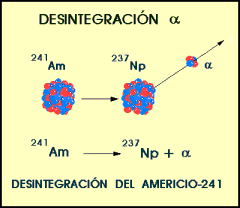 DESINTEGRACIÓN α
²⁴¹Am ²³⁷Np α
²⁴¹Am → ²³⁷Np + α
DESINTEGRACIÓN DEL AMERICIO-241